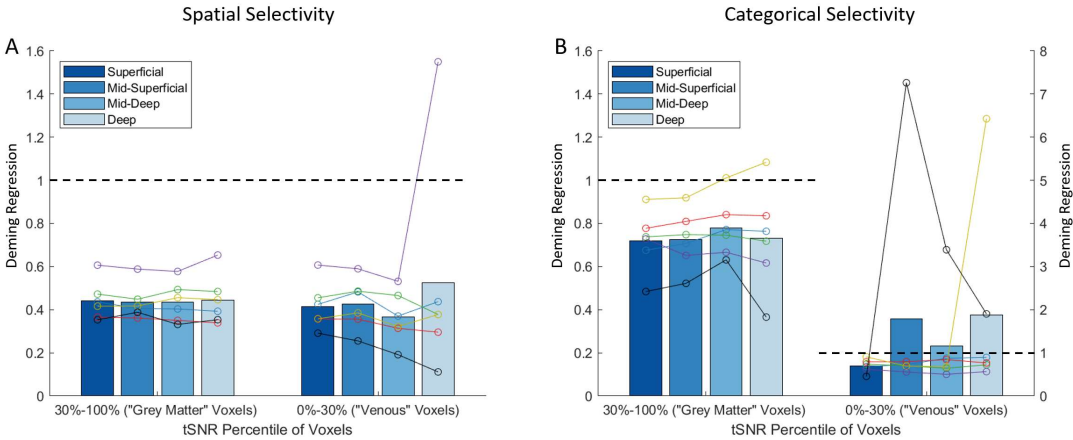 Spatial Selectivity
Categorical Selectivity
A
1.6
1.4
1.2
1
0.8
0.6
0.4
0.2
0
Deming Regression
Superficial
Mid-Superficial
Mid-Deep
Deep
30%-100% ("Grey Matter" Voxels)
0%-30% ("Venous" Voxels)
tSNR Percentile of Voxels
B
1.6
1.4
1.2
1
0.8
0.6
0.4
0.2
0
Deming Regression
Superficial
Mid-Superficial
Mid-Deep
Deep
30%-100% ("Grey Matter" Voxels)
0%-30% ("Venous" Voxels)
tSNR Percentile of Voxels
8
7
6
5
4
3
2
1
0
Deming Regression